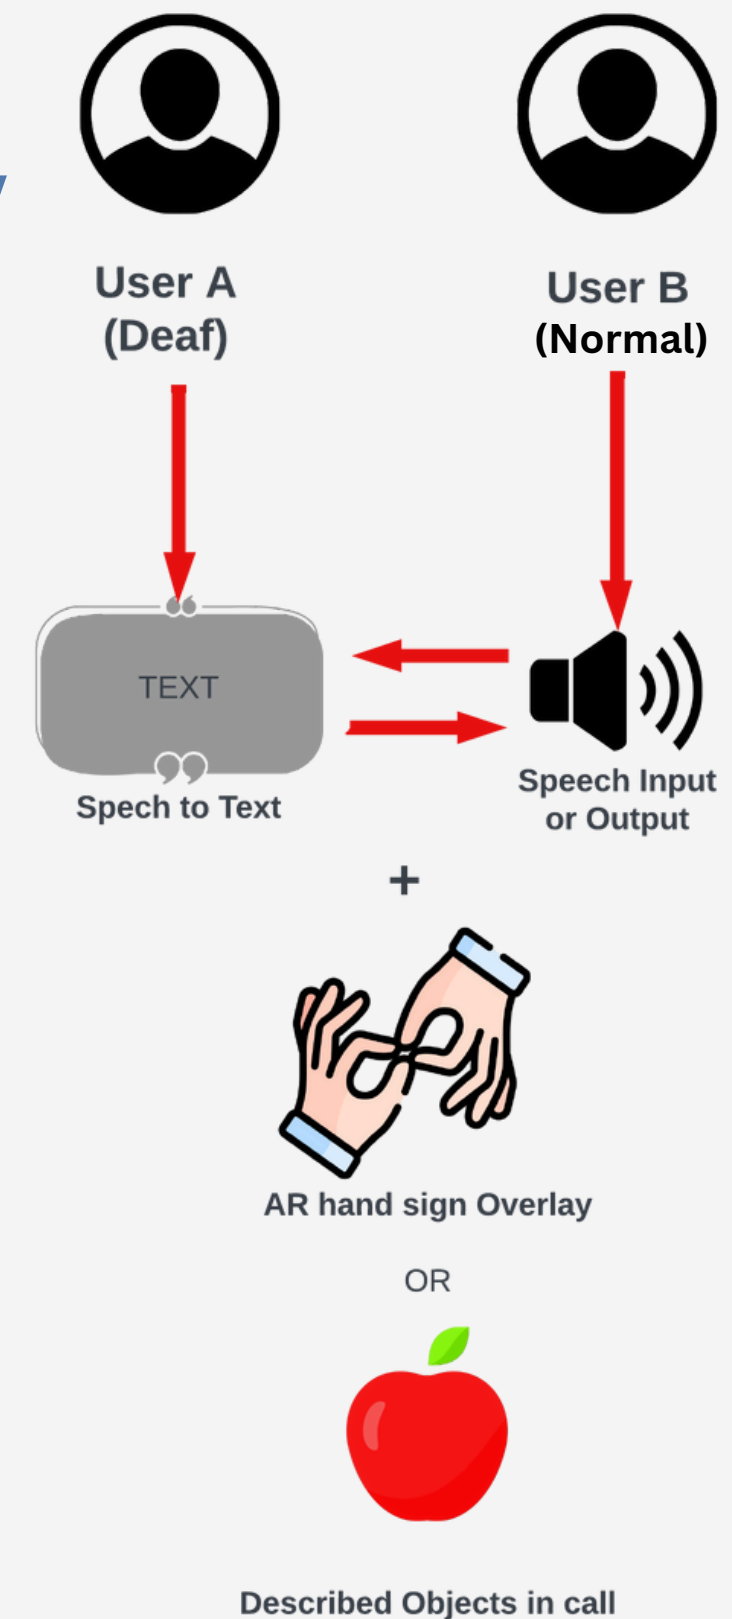 User A
(Deaf)
User B
(Normal)
TEXT
Spech to Text
Speech Input
or Output
+
AR hand sign Overlay
OR
Described Objects in call